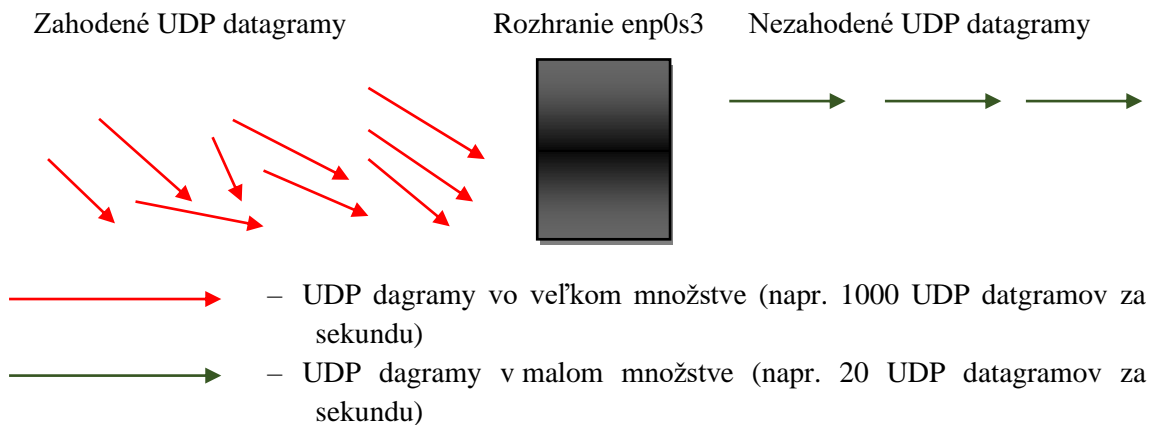 Zahodené UDP datagramy Rozhranie enp0s3 Nezahodené UDP datagramy
– UDP dagramy vo veľkom množstve (napr. 1000 UDP datgramov za
sekundu)
– UDP dagramy v malom množstve (napr. 20 UDP datagramov za
sekundu)